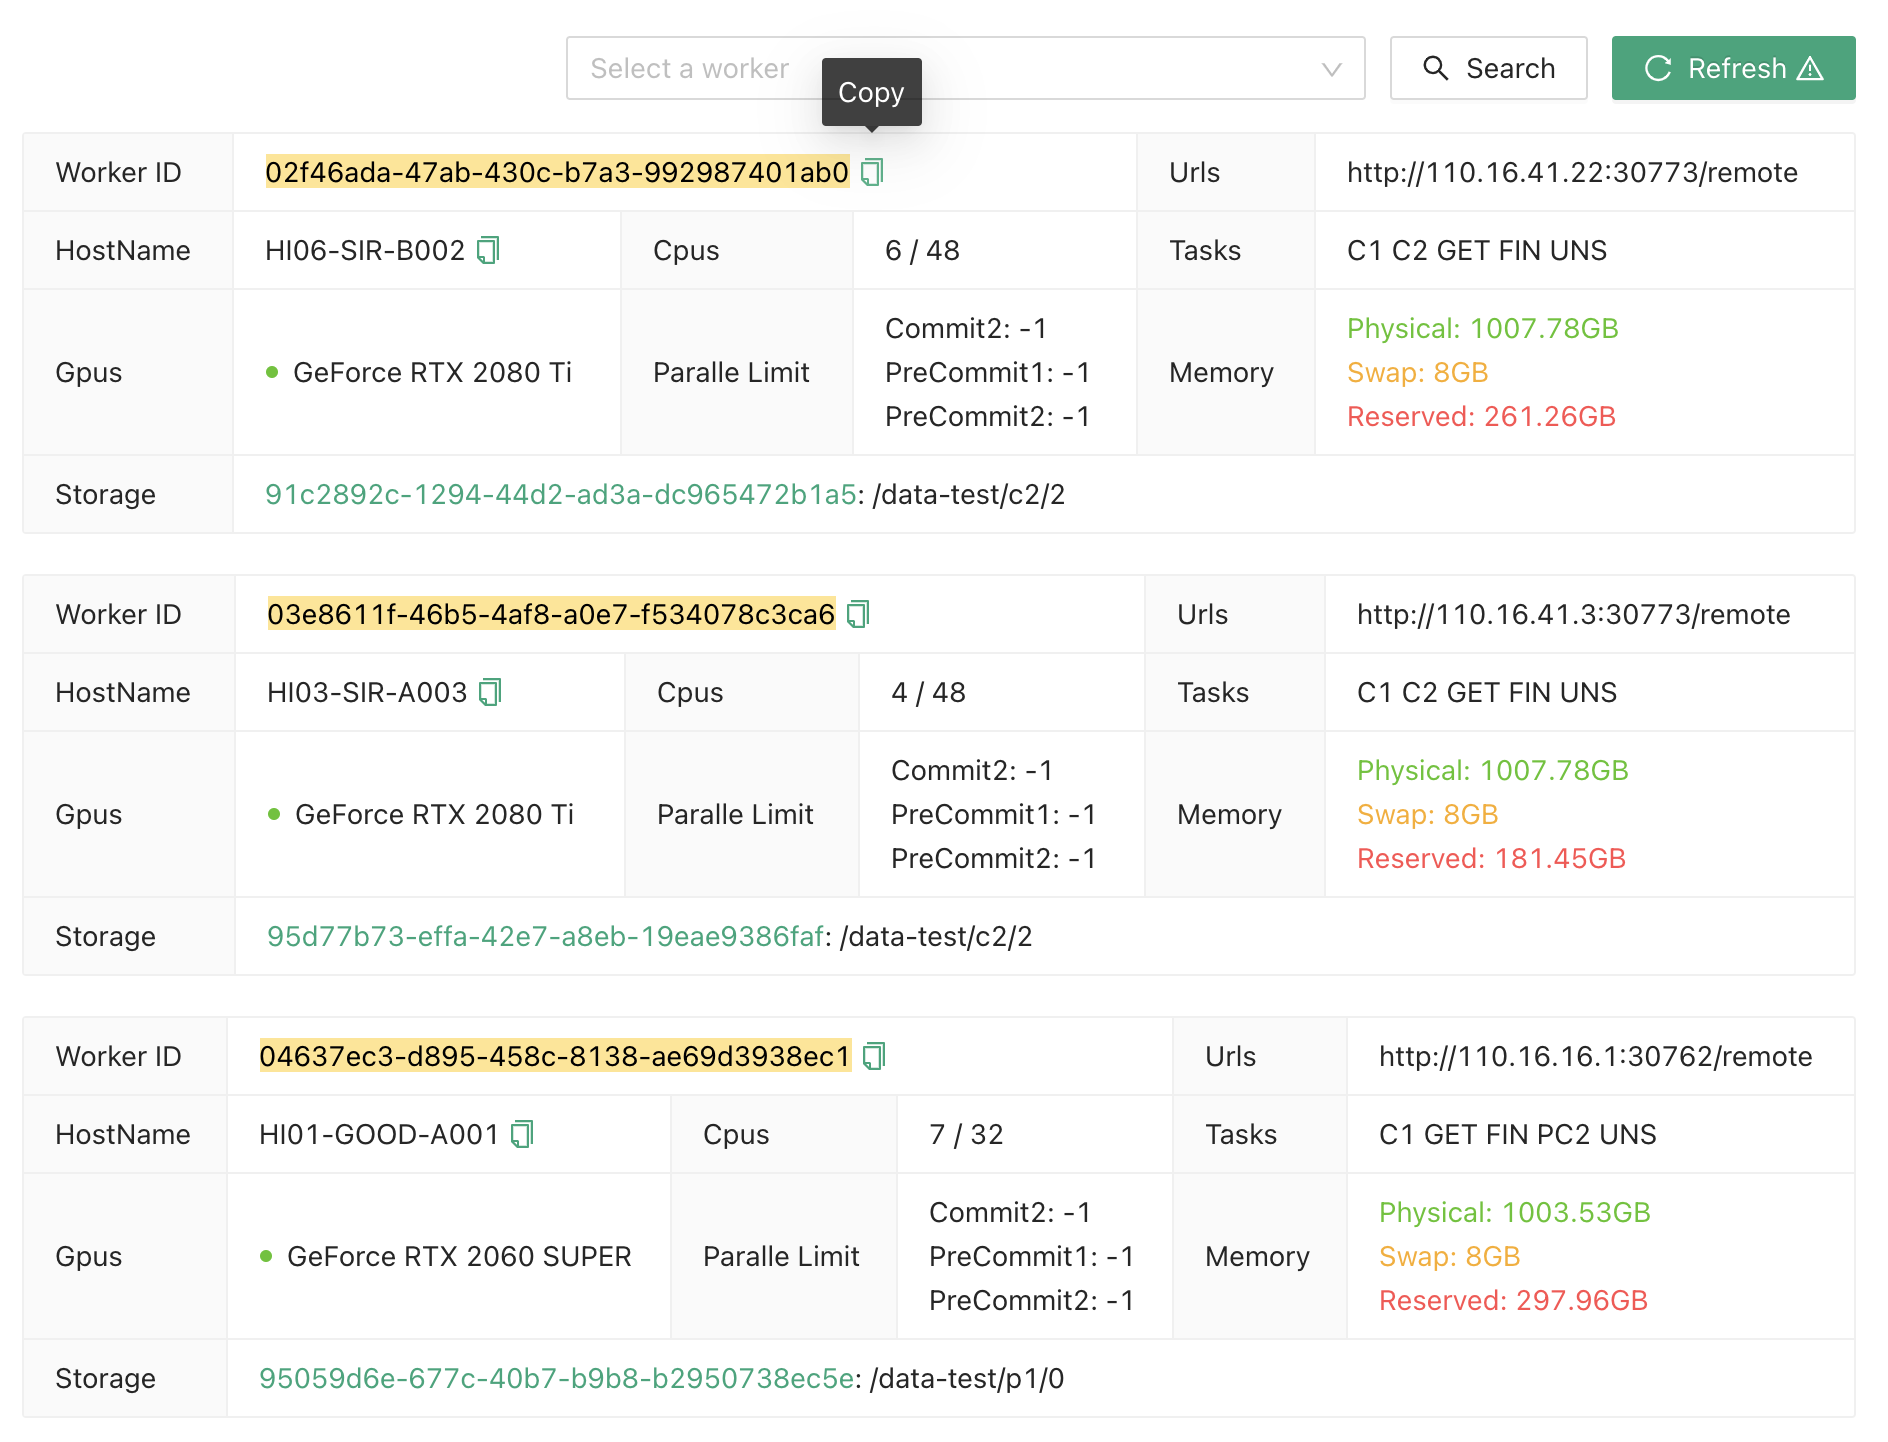 Select a worker
Copy
Search
Refresh
Worker ID 02f46ada-47ab-430c-b7a3-992987401ab0 Urls http://110.16.41.22:30773/remote
HostName HI06-SIR-B002 Cpus 6 / 48 Tasks C1 C2 GET FIN UNS
Gpus GeForce RTX 2080 Ti Paralle Limit
Commit2: -1
PreCommit1: -1
PreCommit2: -1
Memory
Physical: 1007.78GB
Swap: 8GB
Reserved: 261.26GB
Storage 91c2892c-1294-44d2-ad3a-dc965472b1a5: /data-test/c2/2
Worker ID 03e8611f-46b5-4af8-a0e7-f534078c3ca6 Urls http://110.16.41.3:30773/remote
HostName HI03-SIR-A003 Cpus 4 / 48 Tasks C1 C2 GET FIN UNS
Gpus GeForce RTX 2080 Ti Paralle Limit
Commit2: -1
PreCommit1: -1
PreCommit2: -1
Memory
Physical: 1007.78GB
Swap: 8GB
Reserved: 181.45GB
Storage 95d77b73-effa-42e7-a8eb-19eae9386faf: /data-test/c2/2
Worker ID 04637ec3-d895-458c-8138-ae69d3938ec1 Urls http://110.16.16.1:30762/remote
HostName HI01-GOOD-A001 Cpus 7 / 32 Tasks C1 GET FIN PC2 UNS
Gpus GeForce RTX 2060 SUPER Paralle Limit
Commit2: -1
PreCommit1: -1
PreCommit2: -1
Memory
Physical: 1003.53GB
Swap: 8GB
Reserved: 297.96GB
Storage 95059d6e-677c-40b7-b9b8-b2950738ec5e: /data-test/p1/0